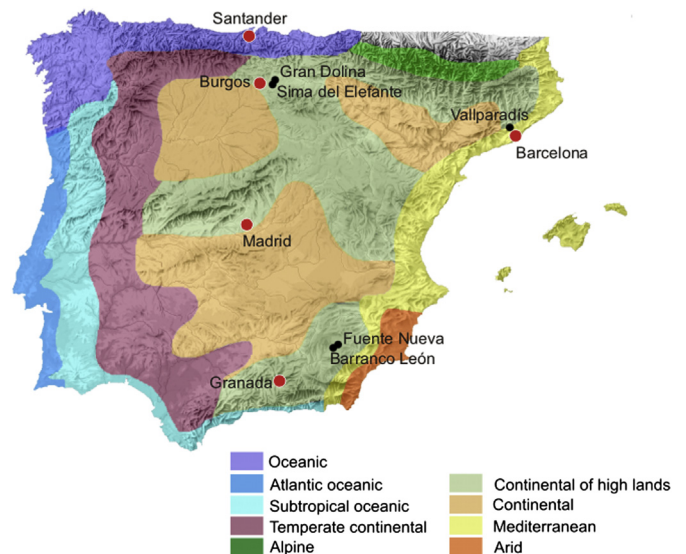 Santander
Gran Dolina
Burgos
Sima del Elefante
Vallparadís
Barcelona
Madrid
Fuente Nueva
Barranco León
Granada
Oceanic
Atlantic oceanic
Subtropical oceanic
Temperate continental
Alpine
Continental of high lands
Continental
Mediterranean
Arid